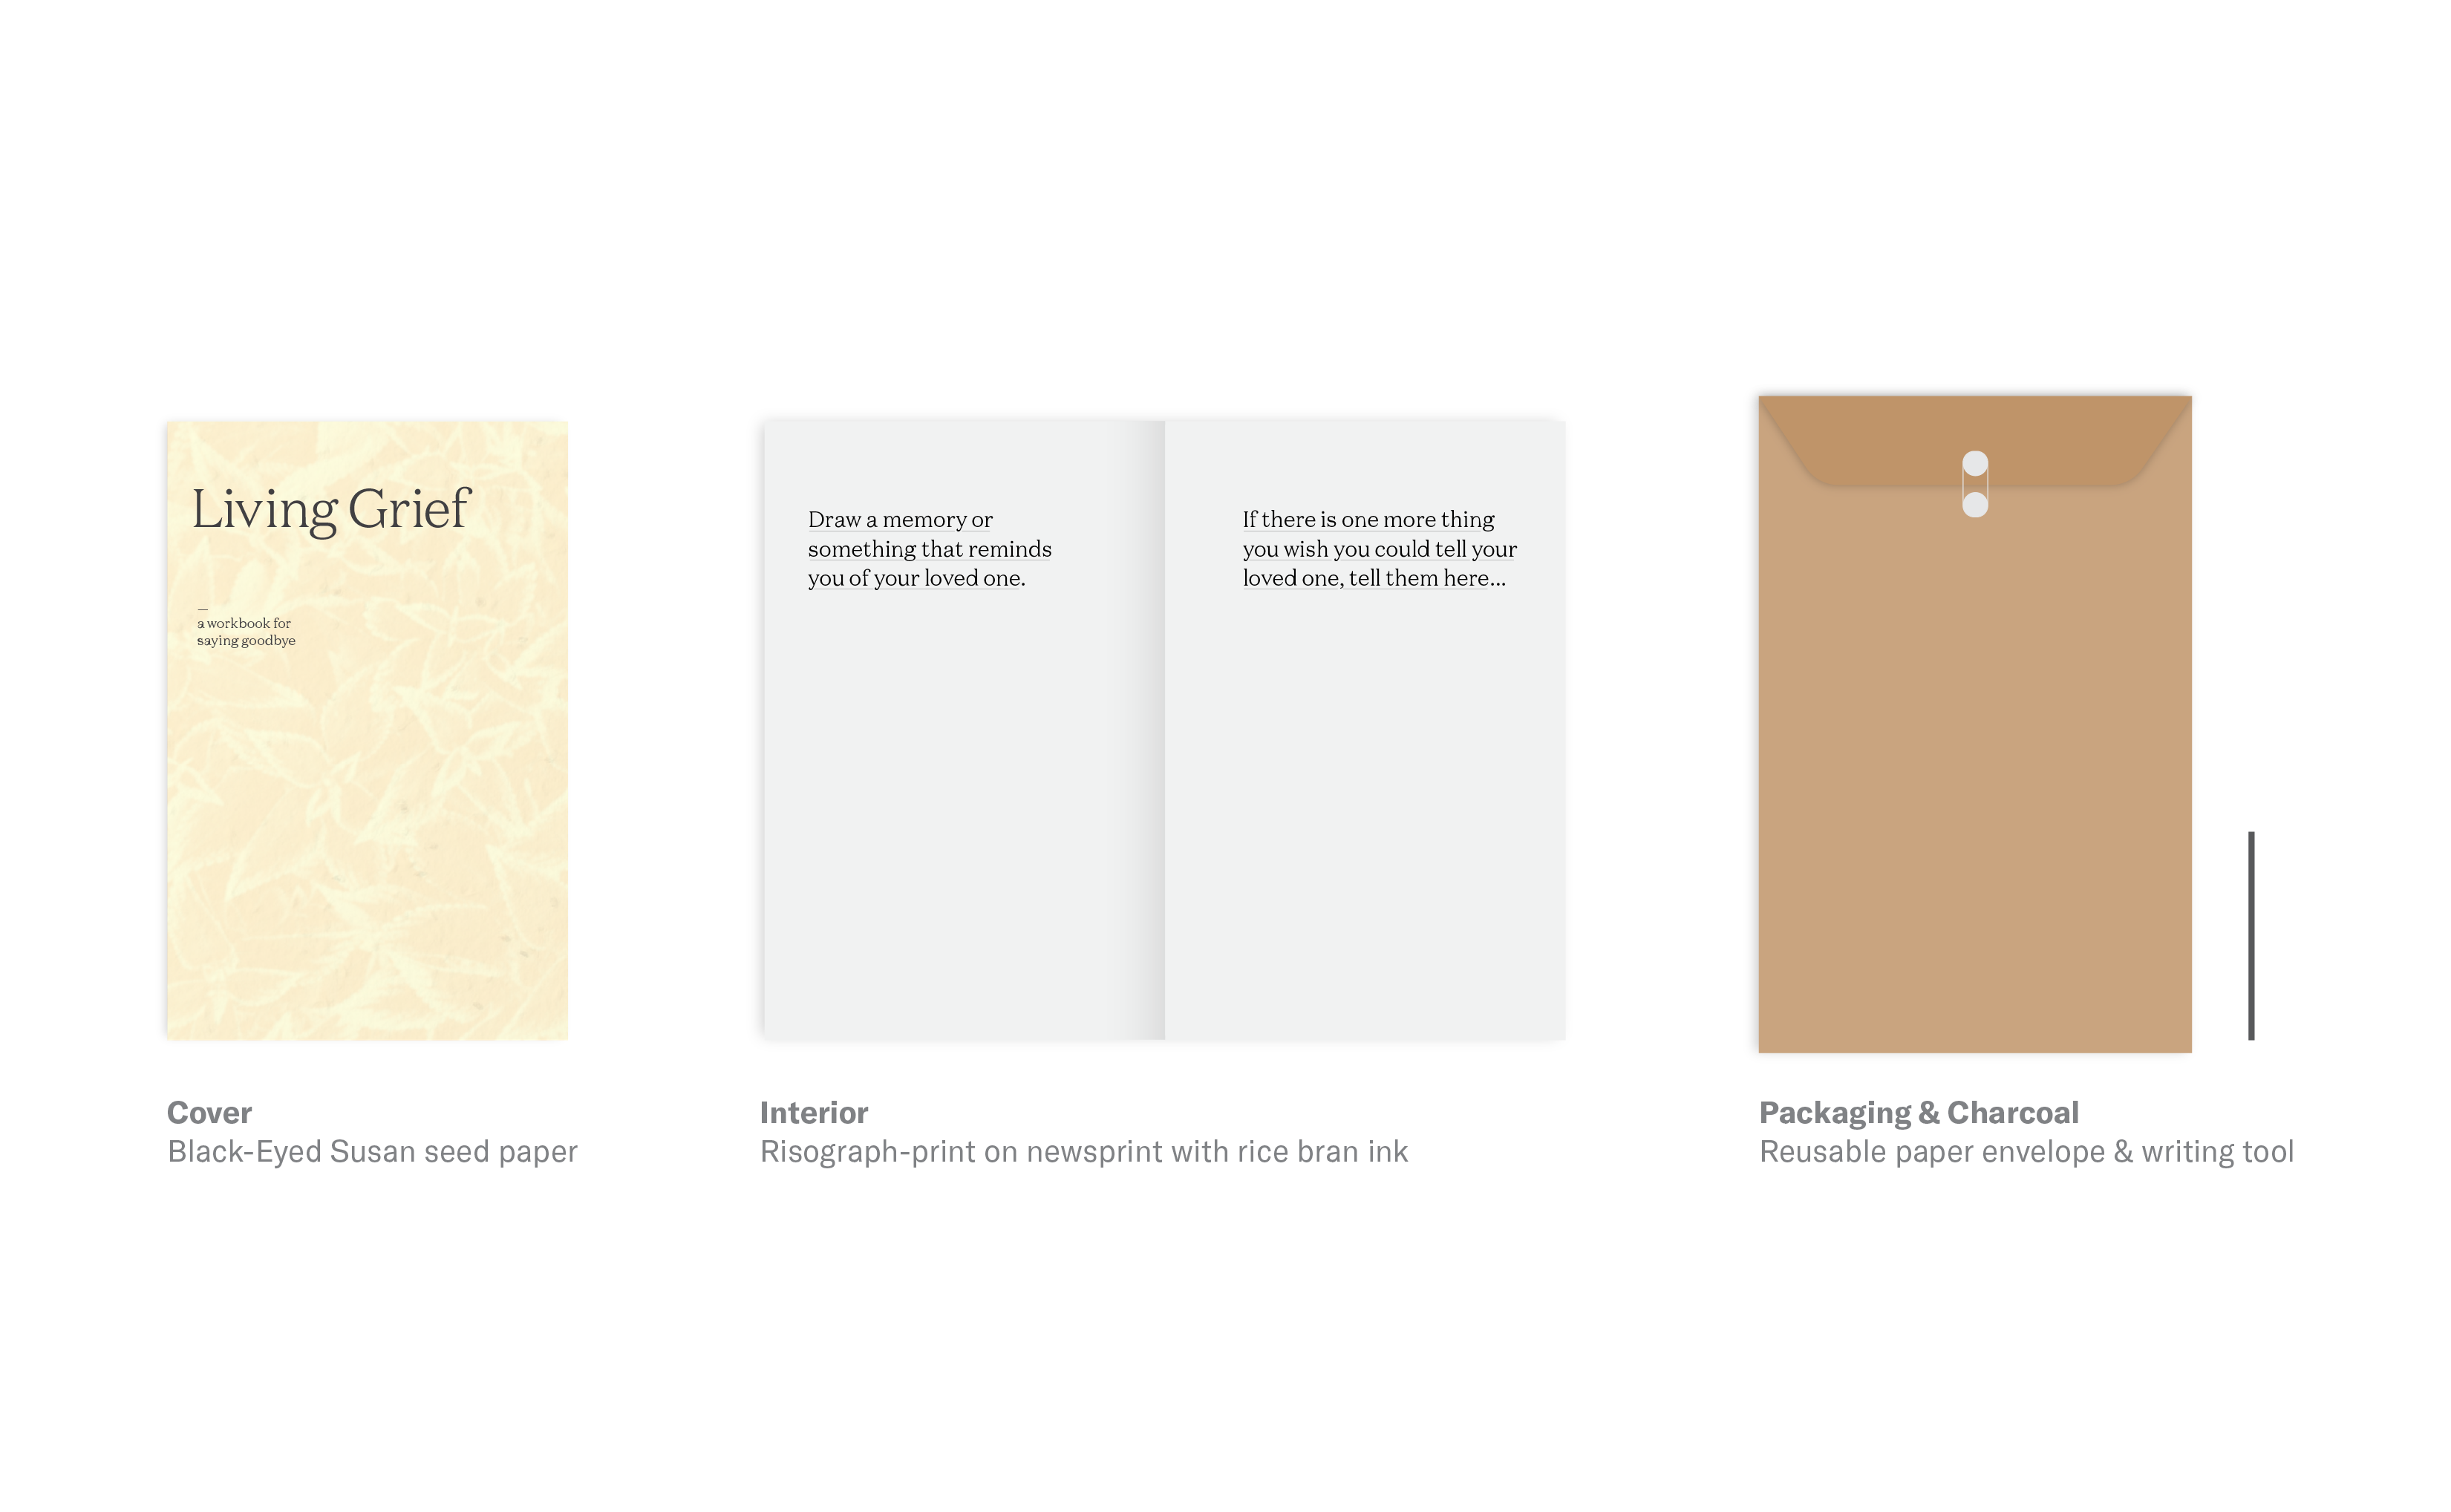 Living Grief
—
a workbook for
saying goodbye
Draw a memory or
something that reminds
you of your loved one.
If there is one more thing
you wish you could tell your
loved one, tell them here...
Cover
Black-Eyed Susan seed paper
Interior
Risograph-print on newsprint with rice bran ink
Packaging & Charcoal
Reusable paper envelope & writing tool